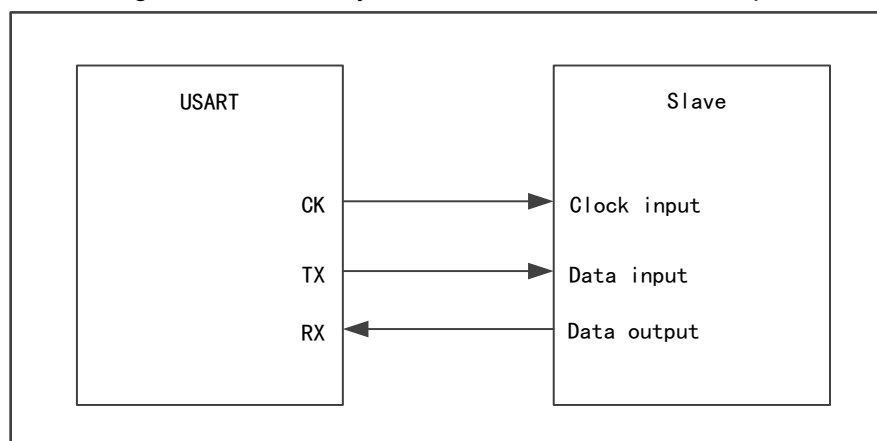 USART Slave
CK Clock input
TX Data input
RX Data output